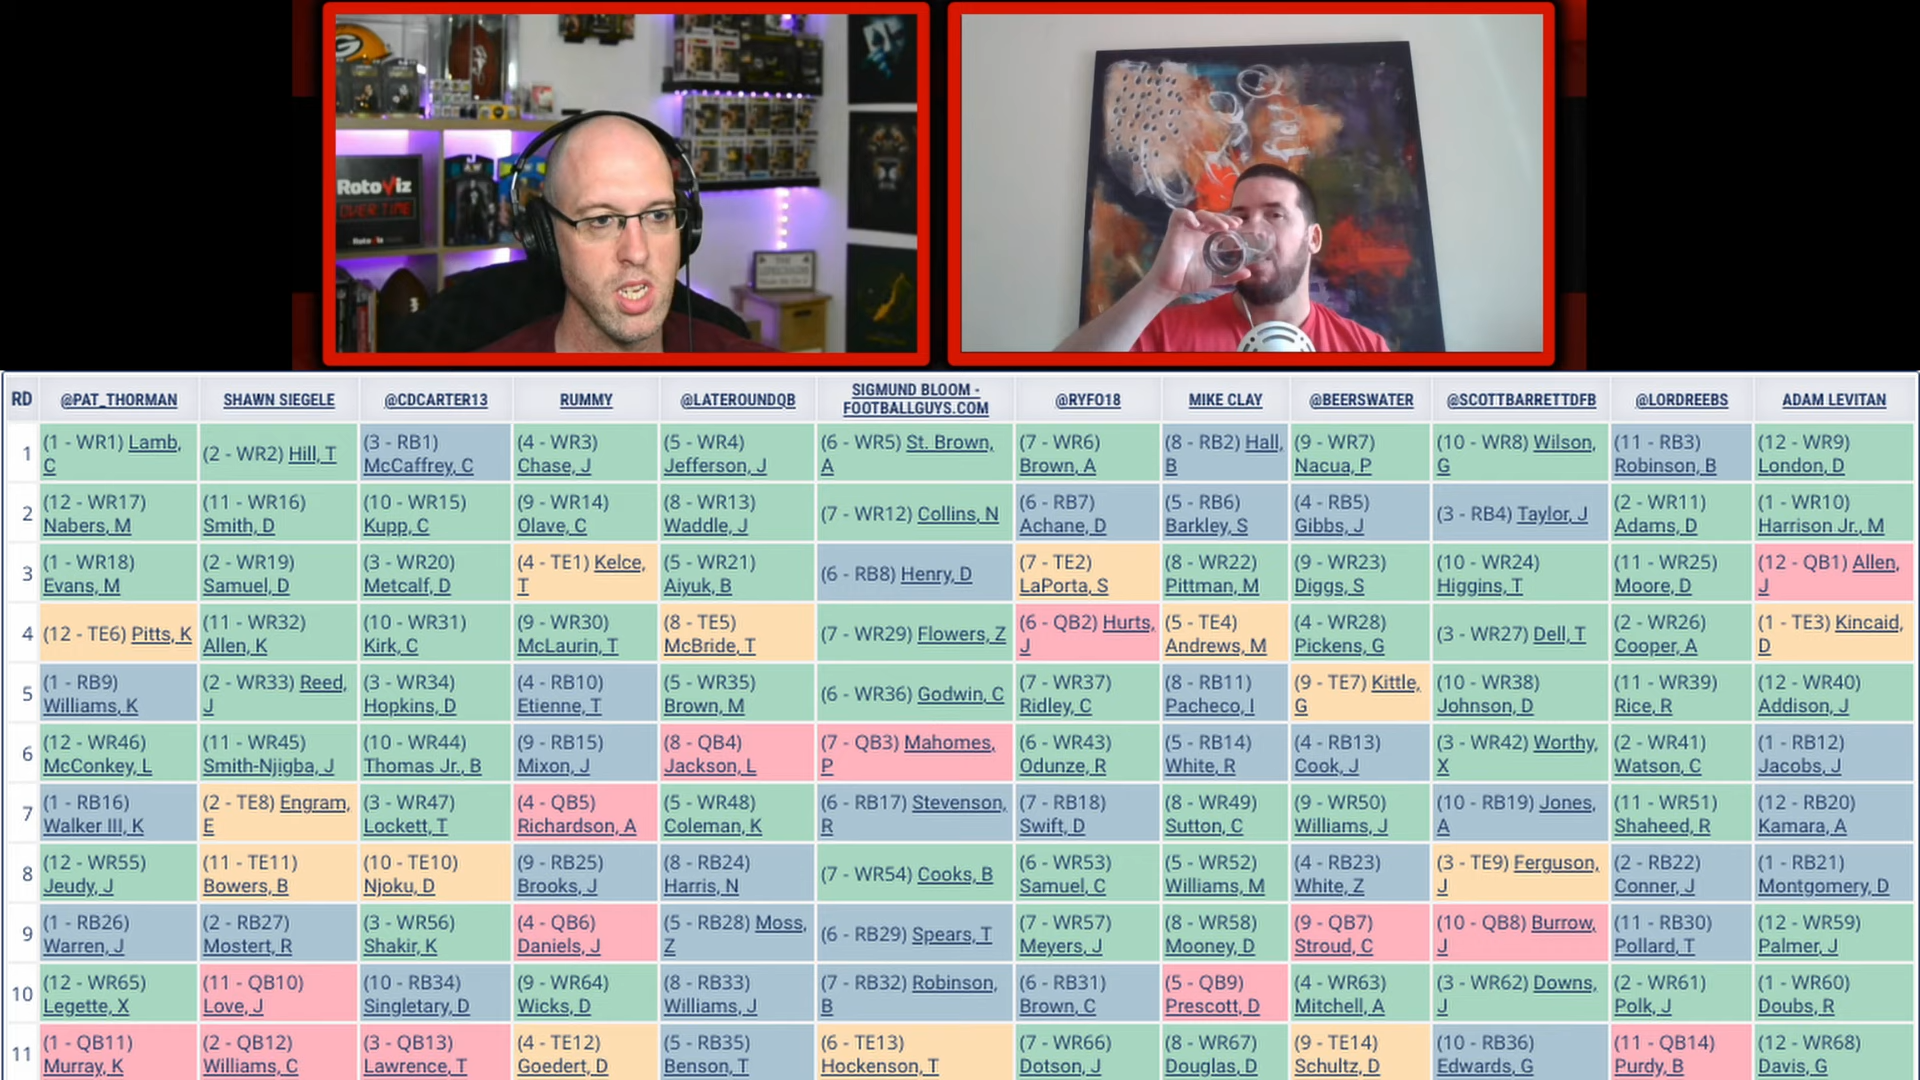 RotoViz
OVERTIME
RotoViz
RD @PAT_THORMAN SHAWN SIEGELE @CDCARTER13 RUMMY @LATEROUNDQB SIGMUND BLOOM - FOOTBALLGUYS.COM @RYFO18 MIKE CLAY @BEERSWATER @SCOTTBARRETTDFB @LORDREEBS ADAM LEVITAN
1 (1 - WR1) Lamb, C (2 - WR2) Hill, T (3 - RB1) McCaffrey, C (4 - WR3) Chase, J (5 - WR4) Jefferson, J (6 - WR5) St. Brown, A (7 - WR6) Brown, A (8 - RB2) Hall, B (9 - WR7) Nacua, P (10 - WR8) Wilson, G (11 - RB3) Robinson, B (12 - WR9) London, D
2 (12 - WR17) Nabers, M (11 - WR16) Smith, D (10 - WR15) Kupp, C (9 - WR14) Olave, C (8 - WR13) Waddle, J (7 - WR12) Collins, N (6 - RB7) Achane, D (5 - RB6) Barkley, S (4 - RB5) Gibbs, J (3 - RB4) Taylor, J (2 - WR11) Adams, D (1 - WR10) Harrison Jr., M
3 (1 - WR18) Evans, M (2 - WR19) Samuel, D (3 - WR20) Metcalf, D (4 - TE1) Kelce, T (5 - WR21) Aiyuk, B (6 - RB8) Henry, D (7 - TE2) LaPorta, S (8 - WR22) Pittman, M (9 - WR23) Diggs, S (10 - WR24) Higgins, T (11 - WR25) Moore, D (12 - QB1) Allen, J
4 (12 - TE6) Pitts, K (11 - WR32) Allen, K (10 - WR31) Kirk, C (9 - WR30) McLaurin, T (8 - TE5) McBride, T (7 - WR29) Flowers, Z (6 - QB2) Hurts, J (5 - TE4) Andrews, M (4 - WR28) Pickens, G (3 - WR27) Dell, T (2 - WR26) Cooper, A (1 - TE3) Kincaid, D
5 (1 - RB9) Williams, K (2 - WR33) Reed, J (3 - WR34) Hopkins, D (4 - RB10) Etienne, T (5 - WR35) Brown, M (6 - WR36) Godwin, C (7 - WR37) Ridley, C (8 - RB11) Pacheco, I (9 - TE7) Kittle, G (10 - WR38) Johnson, D (11 - WR39) Rice, R (12 - WR40) Addison, J
6 (12 - WR46) McConkey, L (11 - WR45) Smith-Njigba, J (10 - WR44) Thomas Jr., B (9 - RB15) Mixon, J (8 - QB4) Jackson, L (7 - QB3) Mahomes, P (6 - WR43) Odunze, R (5 - RB14) White, R (4 - RB13) Cook, J (3 - WR42) Worthy, X (2 - WR41) Watson, C (1 - RB12) Jacobs, J
7 (1 - RB16) Walker III, K (2 - TE8) Engram, E (3 - WR47) Lockett, T (4 - QB5) Richardson, A (5 - WR48) Coleman, K (6 - RB17) Stevenson, R (7 - RB18) Swift, D (8 - WR49) Sutton, C (9 - WR50) Williams, J (10 - RB19) Jones, A (11 - WR51) Shaheed, R (12 - RB20) Kamara, A
8 (12 - WR55) Jeudy, J (11 - TE11) Bowers, B (10 - TE10) Njoku, D (9 - RB25) Brooks, J (8 - RB24) Harris, N (7 - WR54) Cooks, B (6 - WR53) Samuel, C (5 - WR52) Williams, M (4 - RB23) White, Z (3 - TE9) Ferguson, J (2 - RB22) Conner, J (1 - RB21) Montgomery, D
9 (1 - RB26) Warren, J (2 - RB27) Mostert, R (3 - WR56) Shakir, K (4 - QB6) Daniels, J (5 - RB28) Moss, Z (6 - RB29) Spears, T (7 - WR57) Meyers, J (8 - WR58) Mooney, D (9 - QB7) Stroud, C (10 - QB8) Burrow, J (11 - RB30) Pollard, T (12 - WR59) Palmer, J
10 (12 - WR65) Legette, X (11 - QB10) Love, J (10 - RB34) Singletary, D (9 - WR64) Wicks, D (8 - RB33) Williams, J (7 - RB32) Robinson, B (6 - RB31) Brown, C (5 - QB9) Prescott, D (4 - WR63) Mitchell, A (3 - WR62) Downs, J (2 - WR61) Polk, J (1 - WR60) Doubs, R
11 (1 - QB11) Murray, K (2 - QB12) Williams, C (3 - QB13) Lawrence, T (4 - TE12) Goedert, D (5 - RB35) Benson, T (6 - TE13) Hockenson, T (7 - WR66) Dotson, J (8 - WR67) Douglas, D (9 - TE14) Schultz, D (10 - RB36) Edwards, G (11 - QB14) Purdy, B (12 - WR68) Davis, G